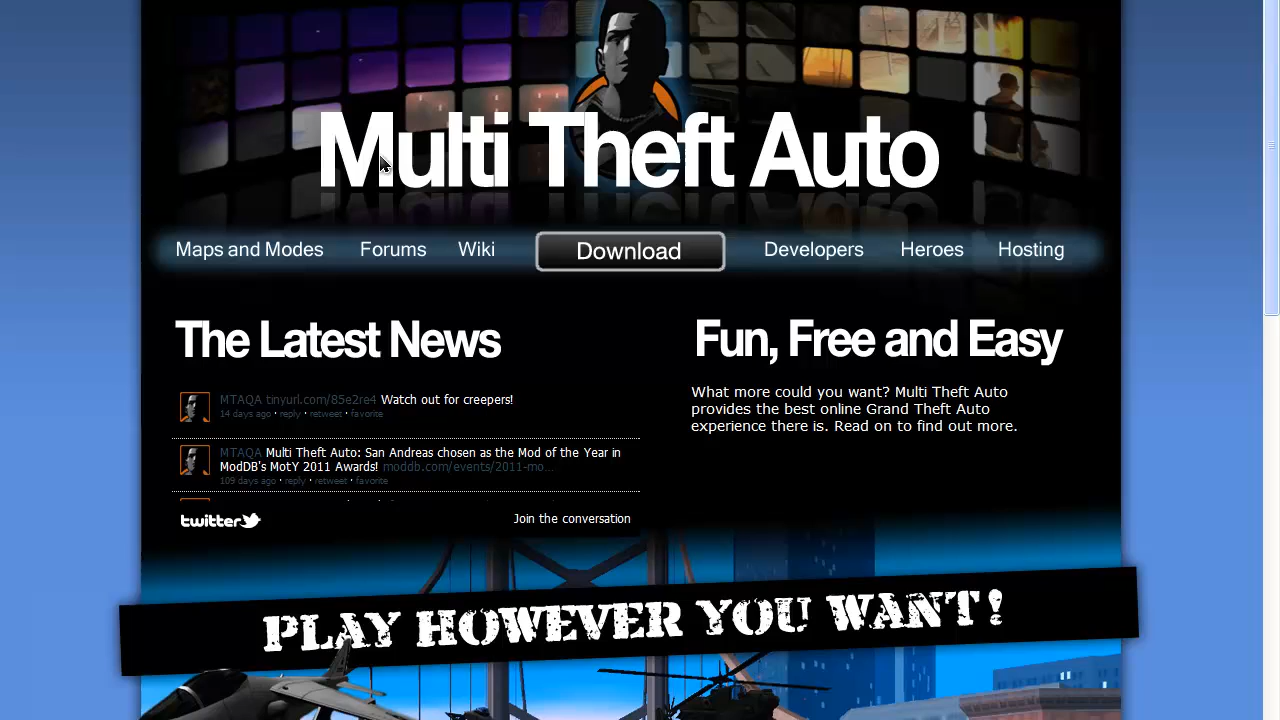 Multi Theft Auto
Maps and Modes
Forums
Wiki
Download
Developers
Heroes
Hosting
The Latest News
MTAQA tinyurl.com/85e2re4 Watch out for creepers!
14 days ago • reply • retweet • favorite
MTAQA Multi Theft Auto: San Andreas chosen as the Mod of the Year in
ModDB's MotY 2011 Awards! moddb.com/events/2011-mo...
109 days ago • reply • retweet • favorite
twitter
Join the conversation
Fun, Free and Easy
What more could you want? Multi Theft Auto
provides the best online Grand Theft Auto
experience there is. Read on to find out more.
PLAY HOWEVER YOU WANT!